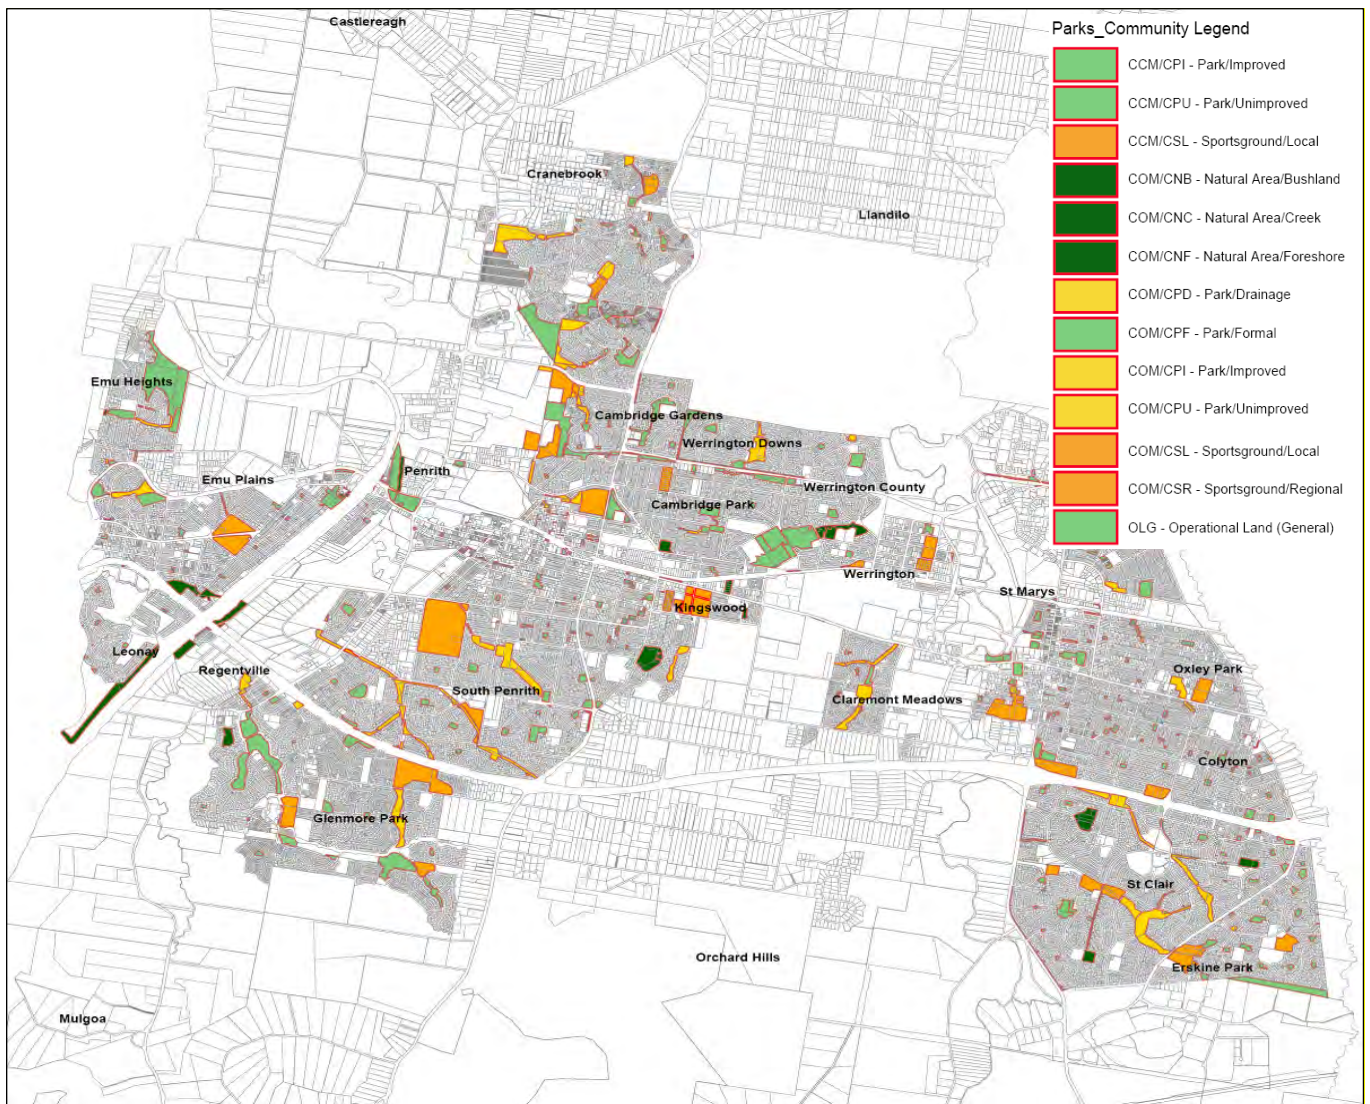 Castlereagh
Parks_Community Legend
CCM/CPI - Park/Improved
CCM/CPU - Park/Unimproved
CCM/CSL - Sportsground/Local
COM/CNB - Natural Area/Bushland
COM/CNC - Natural Area/Creek
COM/CNF - Natural Area/Foreshore
COM/CPD - Park/Drainage
COM/CPF - Park/Formal
COM/CPI - Park/Improved
COM/CPU - Park/Unimproved
COM/CSL - Sportsground/Local
COM/CSR - Sportsground/Regional
OLG - Operational Land (General)
Cranebrook
Llandilo
Emu Heights
Cambridge Gardens
Werrington Downs
Penrith
Emu Plains
Werrington County
Cambridge Park
Werrington
St Marys
Kingswood
Leonay
Regentville
Oxley Park
South Penrith
Claremont Meadows
Colyton
Glenmore Park
St Clair
Orchard Hills
Erskine Park
Mulgoa